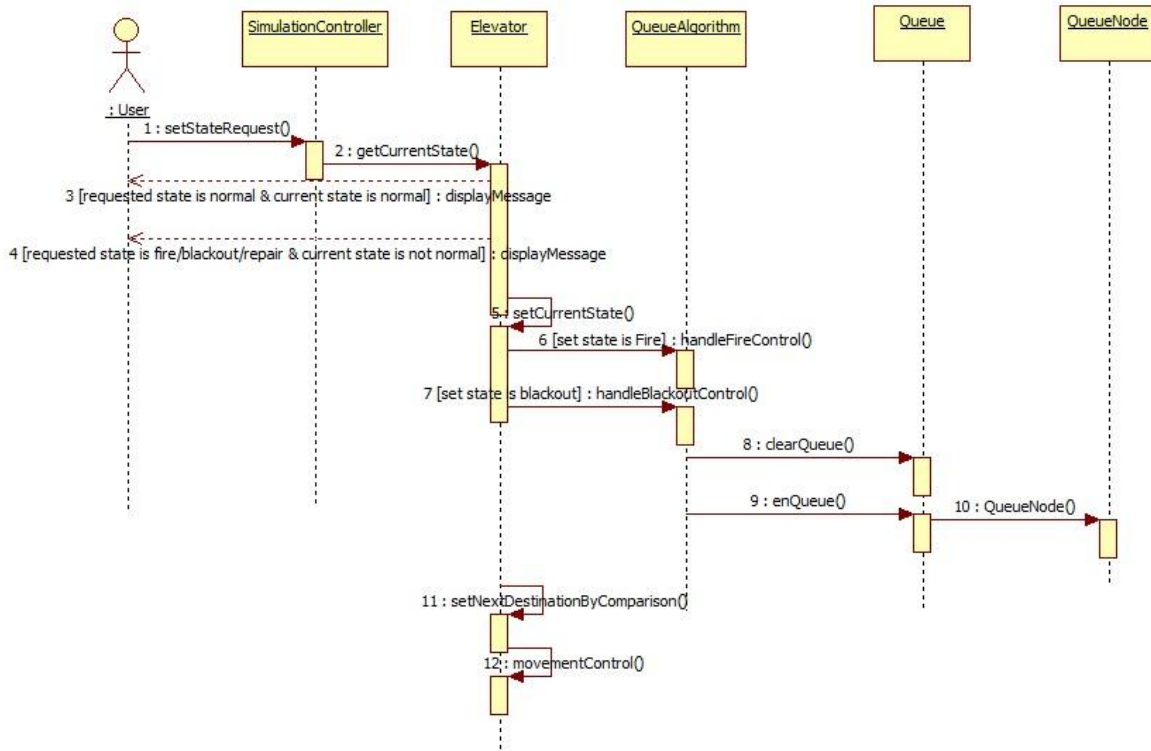 SimulationController
Elevator
QueueAlgorithm
Queue
QueueNode
: User
1 : setStateRequest()
2 : getCurrentState()
3 [requested state is normal & current state is normal] : displayMessage
4 [requested state is fire/blackout/repair & current state is not normal] : displayMessage
5 : setCurrentState()
6 [set state is Fire] : handleFireControl()
7 [set state is blackout] : handleBlackoutControl()
8 : clearQueue()
9 : enQueue()
10 : QueueNode()
11 : setNextDestinationByComparison()
12 : movementControl()